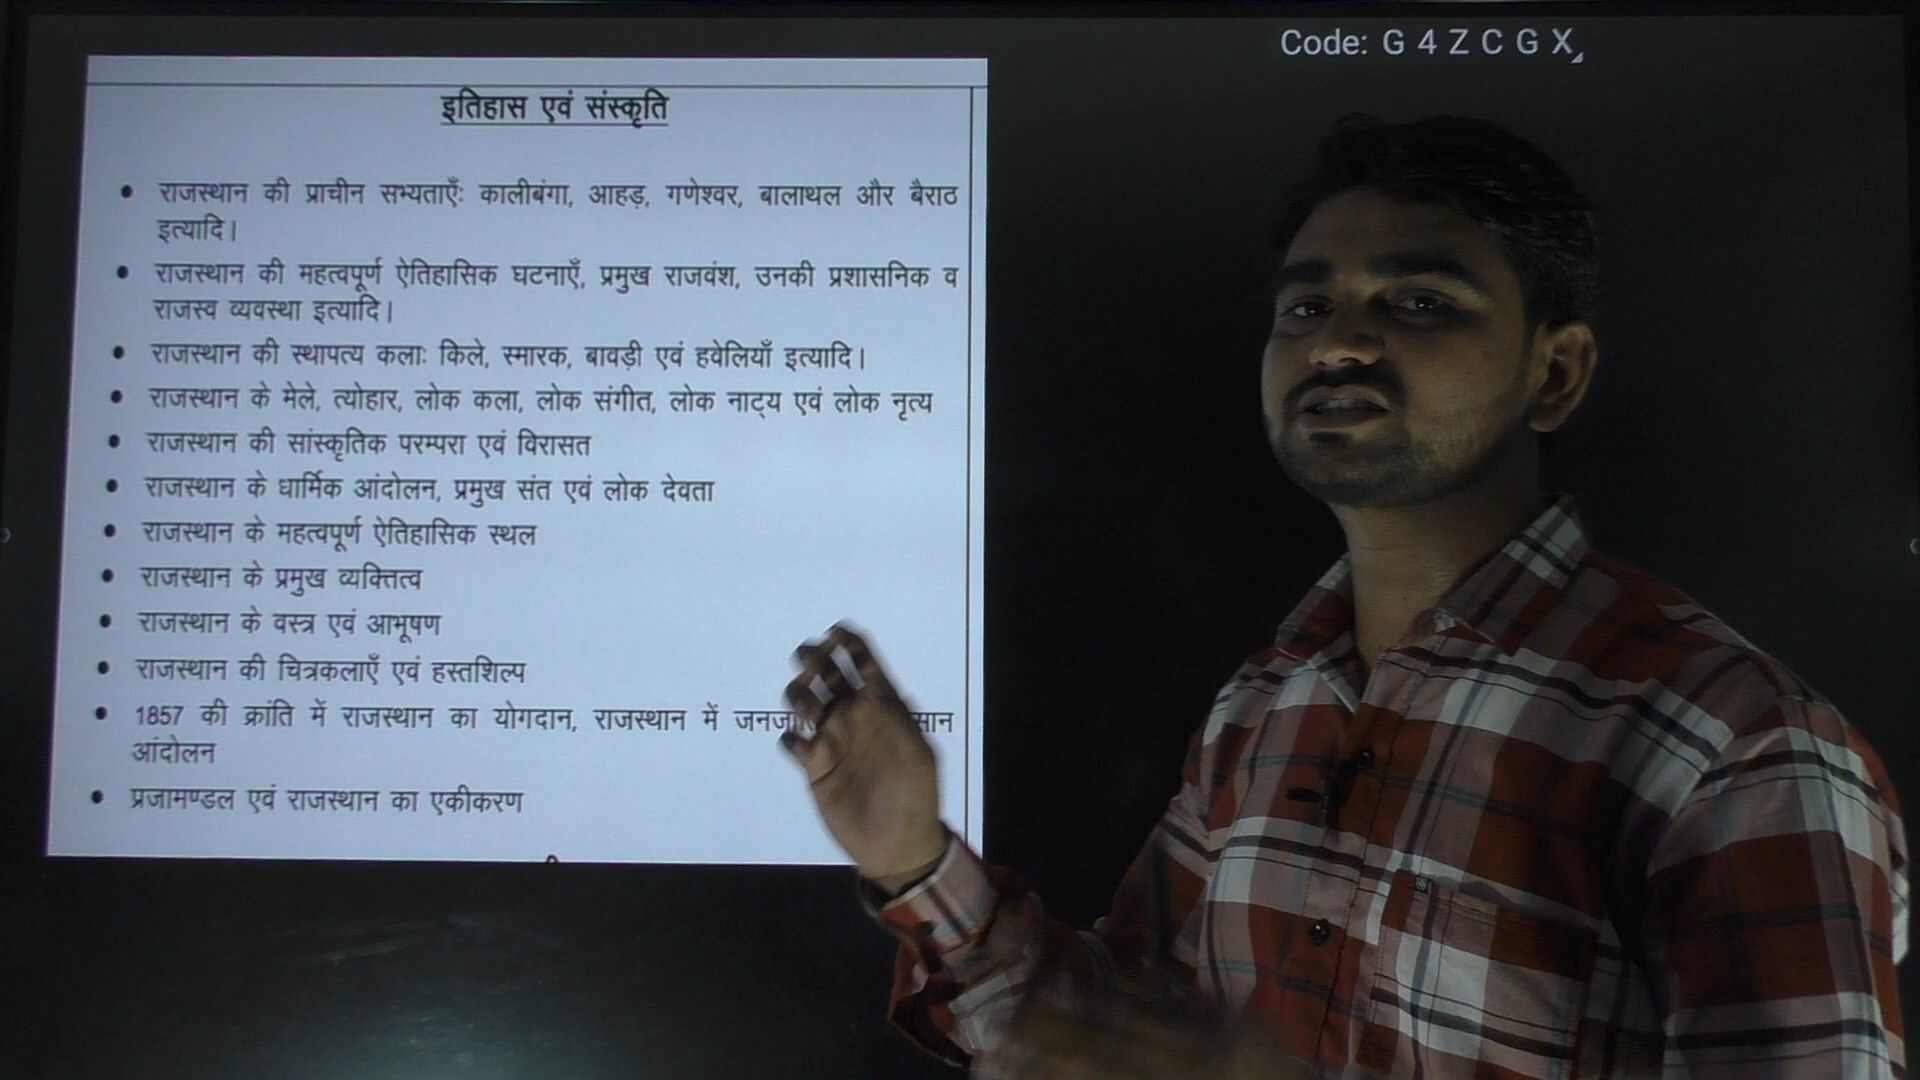 Code: G 4 Z C G X
इतिहास एवं संस्कृति
• राजस्थान की प्राचीन सभ्यताएँः कालीबंगा, आहड़, गणेश्वर, बालाथल और बैराठ
इत्यादि।
• राजस्थान की महत्वपूर्ण ऐतिहासिक घटनाएँ, प्रमुख राजवंश, उनकी प्रशासनिक व
राजस्व व्यवस्था इत्यादि।
• राजस्थान की स्थापत्य कलाः किले, स्मारक, बावड़ी एवं हवेलियाँ इत्यादि।
• राजस्थान के मेले, त्योहार, लोक कला, लोक संगीत, लोक नाट्य एवं लोक नृत्य
• राजस्थान की सांस्कृतिक परम्परा एवं विरासत
• राजस्थान के धार्मिक आंदोलन, प्रमुख संत एवं लोक देवता
• राजस्थान के महत्वपूर्ण ऐतिहासिक स्थल
• राजस्थान के प्रमुख व्यक्तित्व
• राजस्थान के वस्त्र एवं आभूषण
• राजस्थान की चित्रकलाएँ एवं हस्तशिल्प
• 1857 की क्रांति में राजस्थान का योगदान, राजस्थान में
आंदोलन
• प्रजामण्डल एवं राजस्थान का एकीकरण